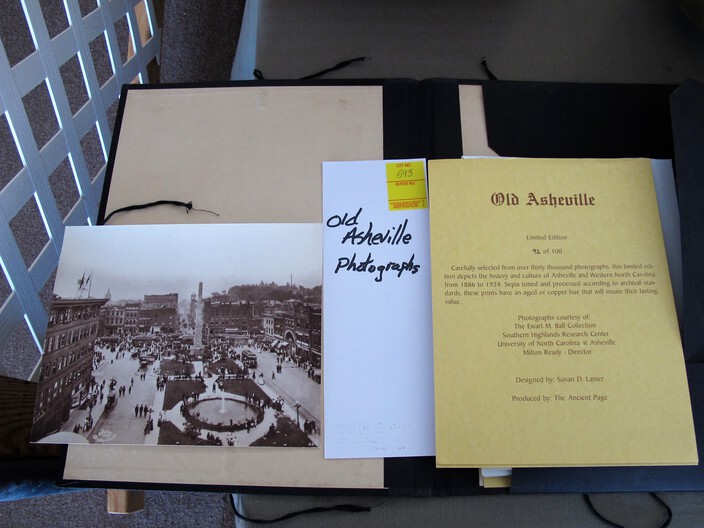 LOT NO.
Old
Asheville
Photographs
Old Asheville
Limited Edition
of 100
Carefully selected from over thirty thousand photographs, this limited edi-
tion depicts the history and culture of Asheville and Western North Carolina
from 1886 to 1924. Sepia toned and processed according to archival stan-
dards, these prints have an aged or copper hue that will insure their lasting
value.
Photographs courtesy of:
The Ewart M. Ball Collection
Southern Highlands Research Center
University of North Carolina at Asheville
Milton Ready - Director
Designed by: Susan D. Lanier
Produced by: The Ancient Page